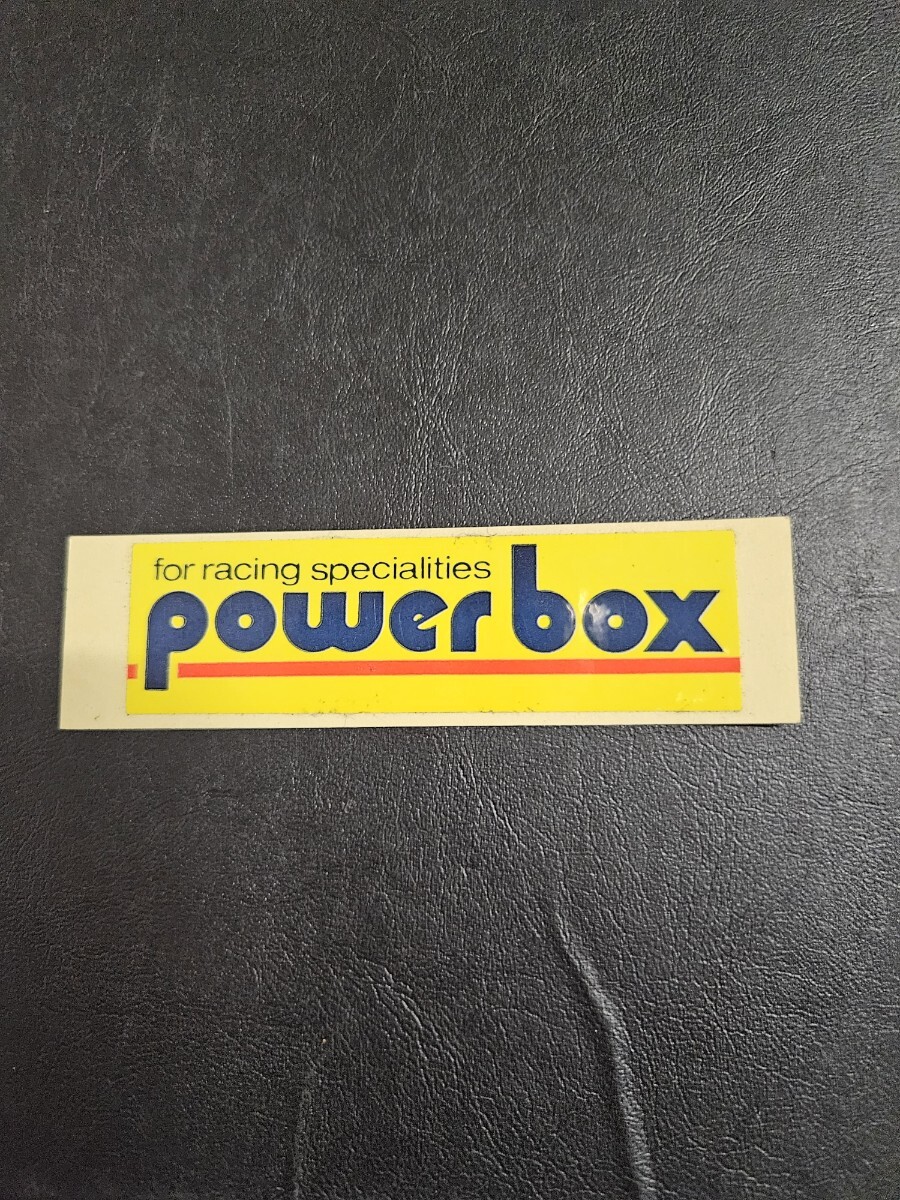 for racing specialities
power box